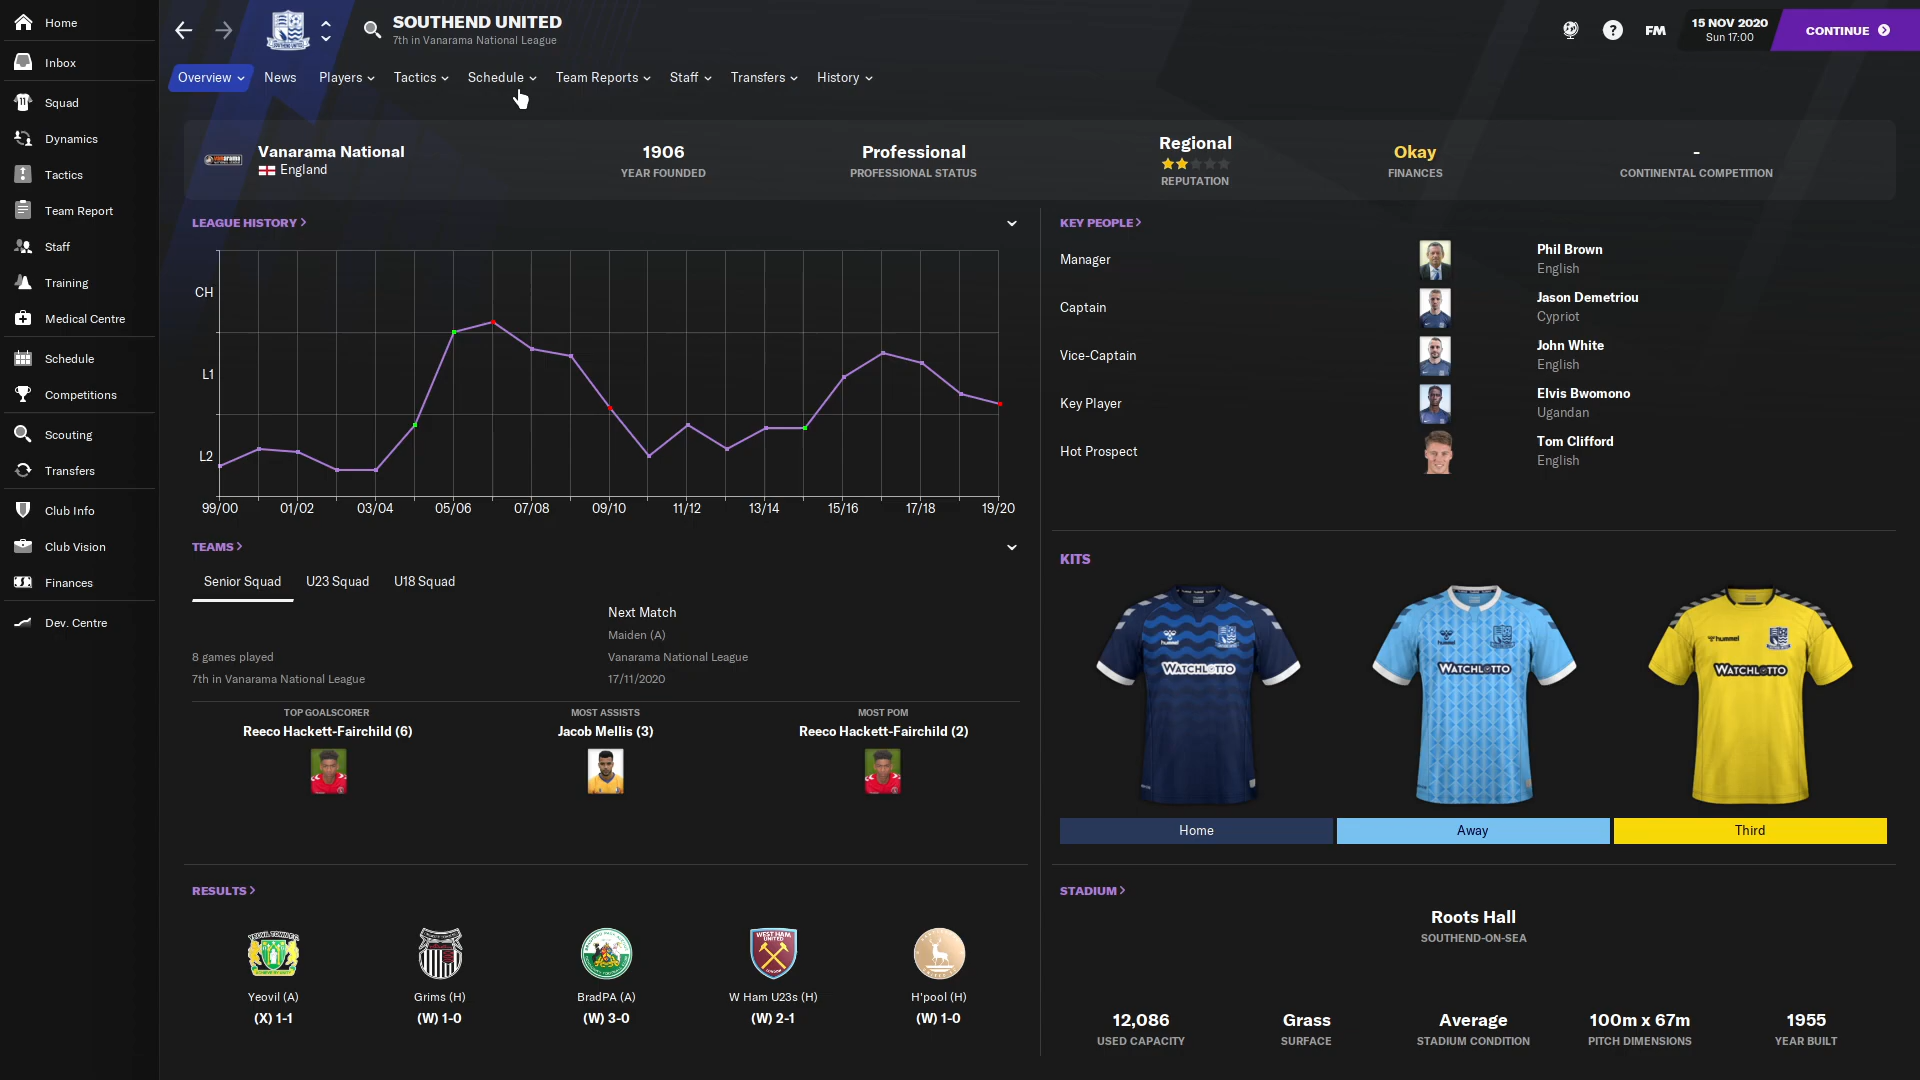 Home
Inbox
Squad
Dynamics
Tactics
Team Report
Staff
Training
Medical Centre
Schedule
Competitions
Scouting
Transfers
Club Info
Club Vision
Finances
Dev. Centre
SOUTHEND UNITED
7th in Vanarama National League
FM
15 NOV 2020
Sun 17:00
CONTINUE
Overview
News
Players
Tactics
Schedule
Team Reports
Staff
Transfers
History
Vanarama National
England
1906
YEAR FOUNDED
Professional
PROFESSIONAL STATUS
Regional
REPUTATION
Okay
FINANCES
-
CONTINENTAL COMPETITION
LEAGUE HISTORY >
CH
L1
L2
99/00 01/02 03/04 05/06 07/08 09/10 11/12 13/14 15/16 17/18 19/20
KEY PEOPLE >
Manager
Phil Brown
English
Captain
Jason Demetriou
Cypriot
Vice-Captain
John White
English
Key Player
Elvis Bwomono
Ugandan
Hot Prospect
Tom Clifford
English
TEAMS >
Senior Squad U23 Squad U18 Squad
8 games played
7th in Vanarama National League
Next Match
Maiden (A)
Vanarama National League
17/11/2020
TOP GOALSCORER
Reeco Hackett-Fairchild (6)
MOST ASSISTS
Jacob Mellis (3)
MOST POM
Reeco Hackett-Fairchild (2)
KITS
hummel
WATCHLOTTO
hummel
WATCHLOTTO
hummel
WATCHLOTTO
Home
Away
Third
RESULTS >
WEST HAM
UNITED
LONDON
Yeovil (A)
(X) 1-1
Grims (H)
(W) 1-0
BradPA (A)
(W) 3-0
W Ham U23s (H)
(W) 2-1
H'pool (H)
(W) 1-0
STADIUM >
Roots Hall
SOUTHEND-ON-SEA
12,086
USED CAPACITY
Grass
SURFACE
Average
STADIUM CONDITION
100m x 67m
PITCH DIMENSIONS
1955
YEAR BUILT